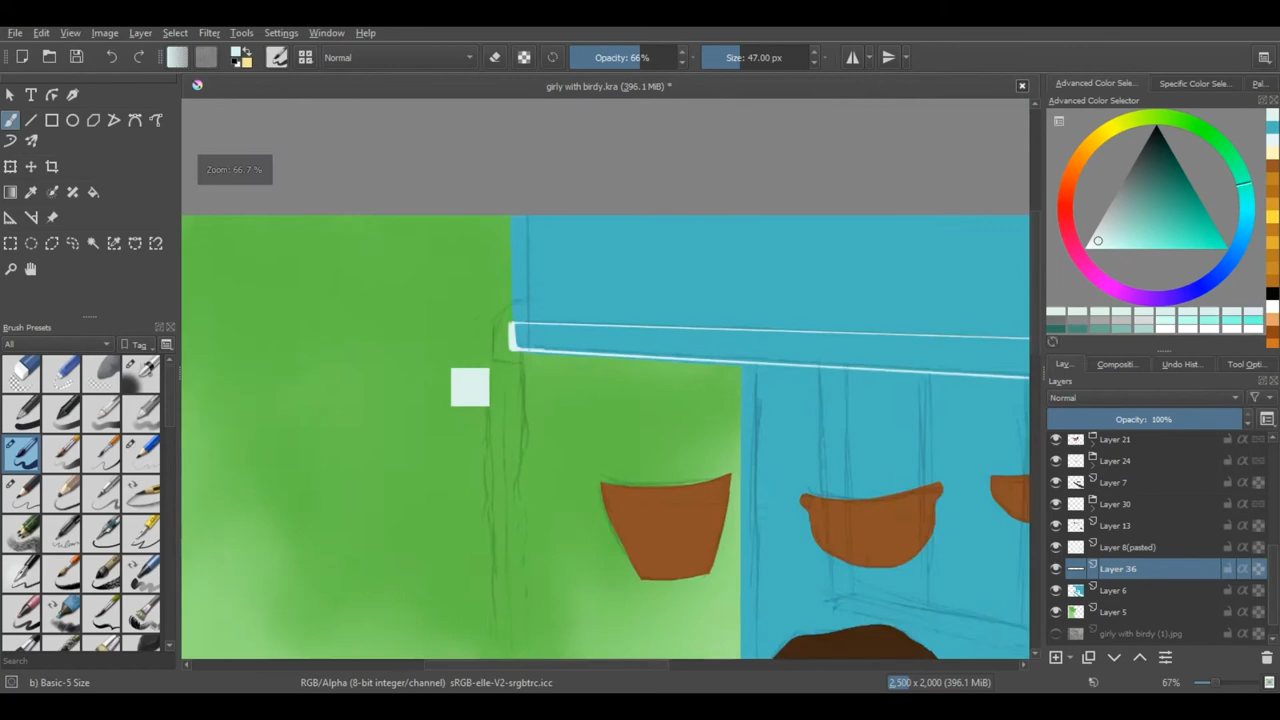 File Edit View Image Layer Select Filter Tools Settings Window Help
Normal Opacity: 66% Size: 47.00 px
girly with birdy.kra (396.1 MiB) *
Advanced Color Selec... Specific Color Selec... Pal...
Advanced Color Selector
Zoom: 66.7 %
Brush Presets
All Tag
Lay... Compositi... Undo Hist... Tool Opti...
Layers
Normal
Opacity: 100%
Layer 21
Layer 24
Layer 7
Layer 30
Layer 13
Layer 8(pasted)
Layer 36
Layer 6
Layer 5
girly with birdy (1).jpg
Search
b) Basic-5 Size RGB/Alpha (8-bit integer/channel) sRGB-elle-V2-srgbtrc.icc 2,500 x 2,000 (396.1 MiB) 67%